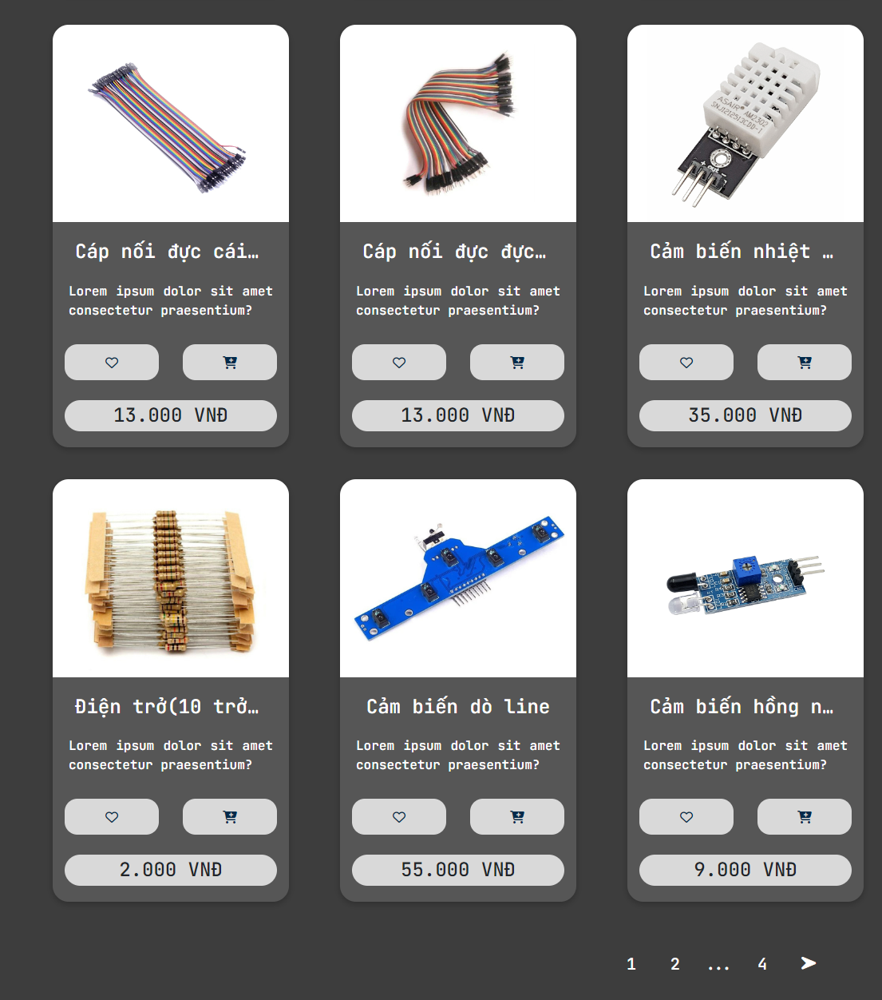 ASAIR® AM2302
Cáp nối đực cái…
Cáp nối đực đực…
Cảm biến nhiệt …
Lorem ipsum dolor sit amet
consectetur praesentium?
Lorem ipsum dolor sit amet
consectetur praesentium?
Lorem ipsum dolor sit amet
consectetur praesentium?
13.000 VNĐ
13.000 VNĐ
35.000 VNĐ
Điện trở(10 trở…
Cảm biến dò line
Cảm biến hồng n…
Lorem ipsum dolor sit amet
consectetur praesentium?
Lorem ipsum dolor sit amet
consectetur praesentium?
Lorem ipsum dolor sit amet
consectetur praesentium?
2.000 VNĐ
55.000 VNĐ
9.000 VNĐ
1 2 ... 4